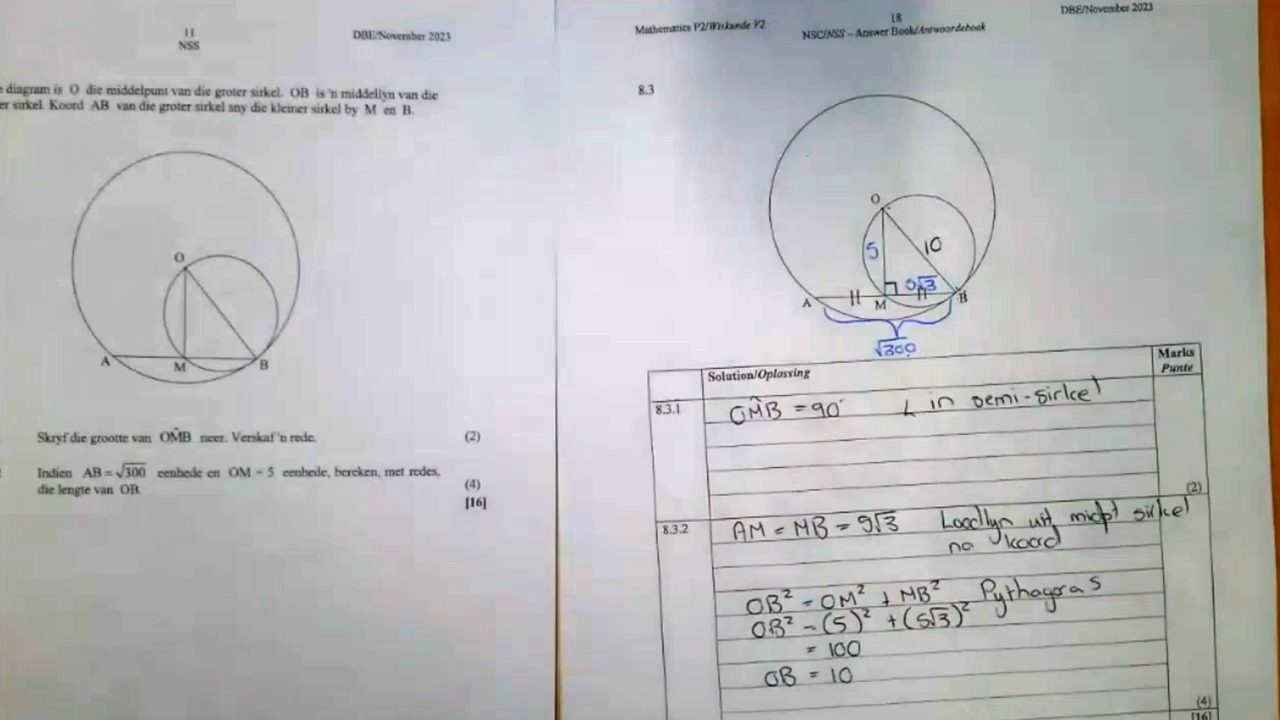 11
NSS
DBE/November 2023
diagram is O die middelpunt van die groter sirkel. OB is 'n middellyn van die
er sirkel. Koord AB van die groter sirkel sny die kleiner sirkel by M en B.
O
A
M
B
Skryf die grootte van OM̂B neer. Verskaf 'n rede.
(2)
Indien AB = √300 eenhede en OM = 5 eenhede, bereken, met redes,
die lengte van OB.
(4)
[16]
Mathematics P2/Wiskunde V2
18
NSC/NSS – Answer Book/Antwoordeboek
DBE/November 2023
8.3
O
5
10
5√3
A
M
B
√300
Solution/Oplossing
Marks
Punte
8.3.1
OM̂B = 90° ∠ in semi-sirkel
(2)
8.3.2
AM = MB = 5√3 Loodlyn uit midpt sirkel
na koord
OB² = OM² + MB² Pythagoras
OB² = (5)² + (5√3)²
= 100
OB = 10
(4)
[16]